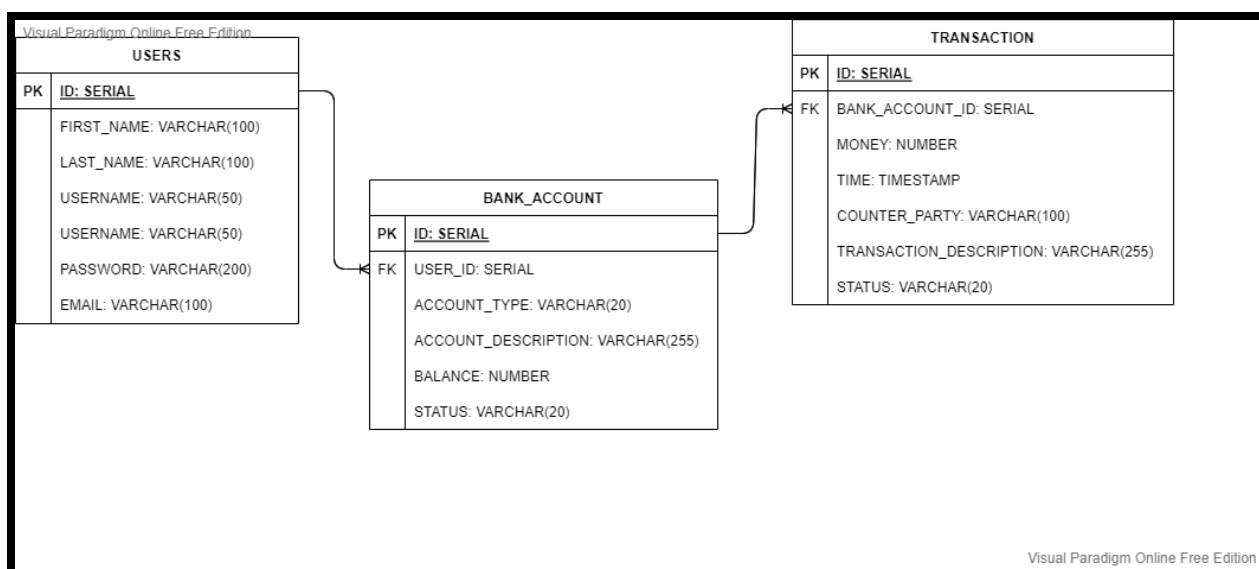 Visual Paradigm Online Free Edition
USERS
PK ID: SERIAL
FIRST_NAME: VARCHAR(100)
LAST_NAME: VARCHAR(100)
USERNAME: VARCHAR(50)
USERNAME: VARCHAR(50)
PASSWORD: VARCHAR(200)
EMAIL: VARCHAR(100)
BANK_ACCOUNT
PK ID: SERIAL
FK USER_ID: SERIAL
ACCOUNT_TYPE: VARCHAR(20)
ACCOUNT_DESCRIPTION: VARCHAR(255)
BALANCE: NUMBER
STATUS: VARCHAR(20)
TRANSACTION
PK ID: SERIAL
FK BANK_ACCOUNT_ID: SERIAL
MONEY: NUMBER
TIME: TIMESTAMP
COUNTER_PARTY: VARCHAR(100)
TRANSACTION_DESCRIPTION: VARCHAR(255)
STATUS: VARCHAR(20)
Visual Paradigm Online Free Edition